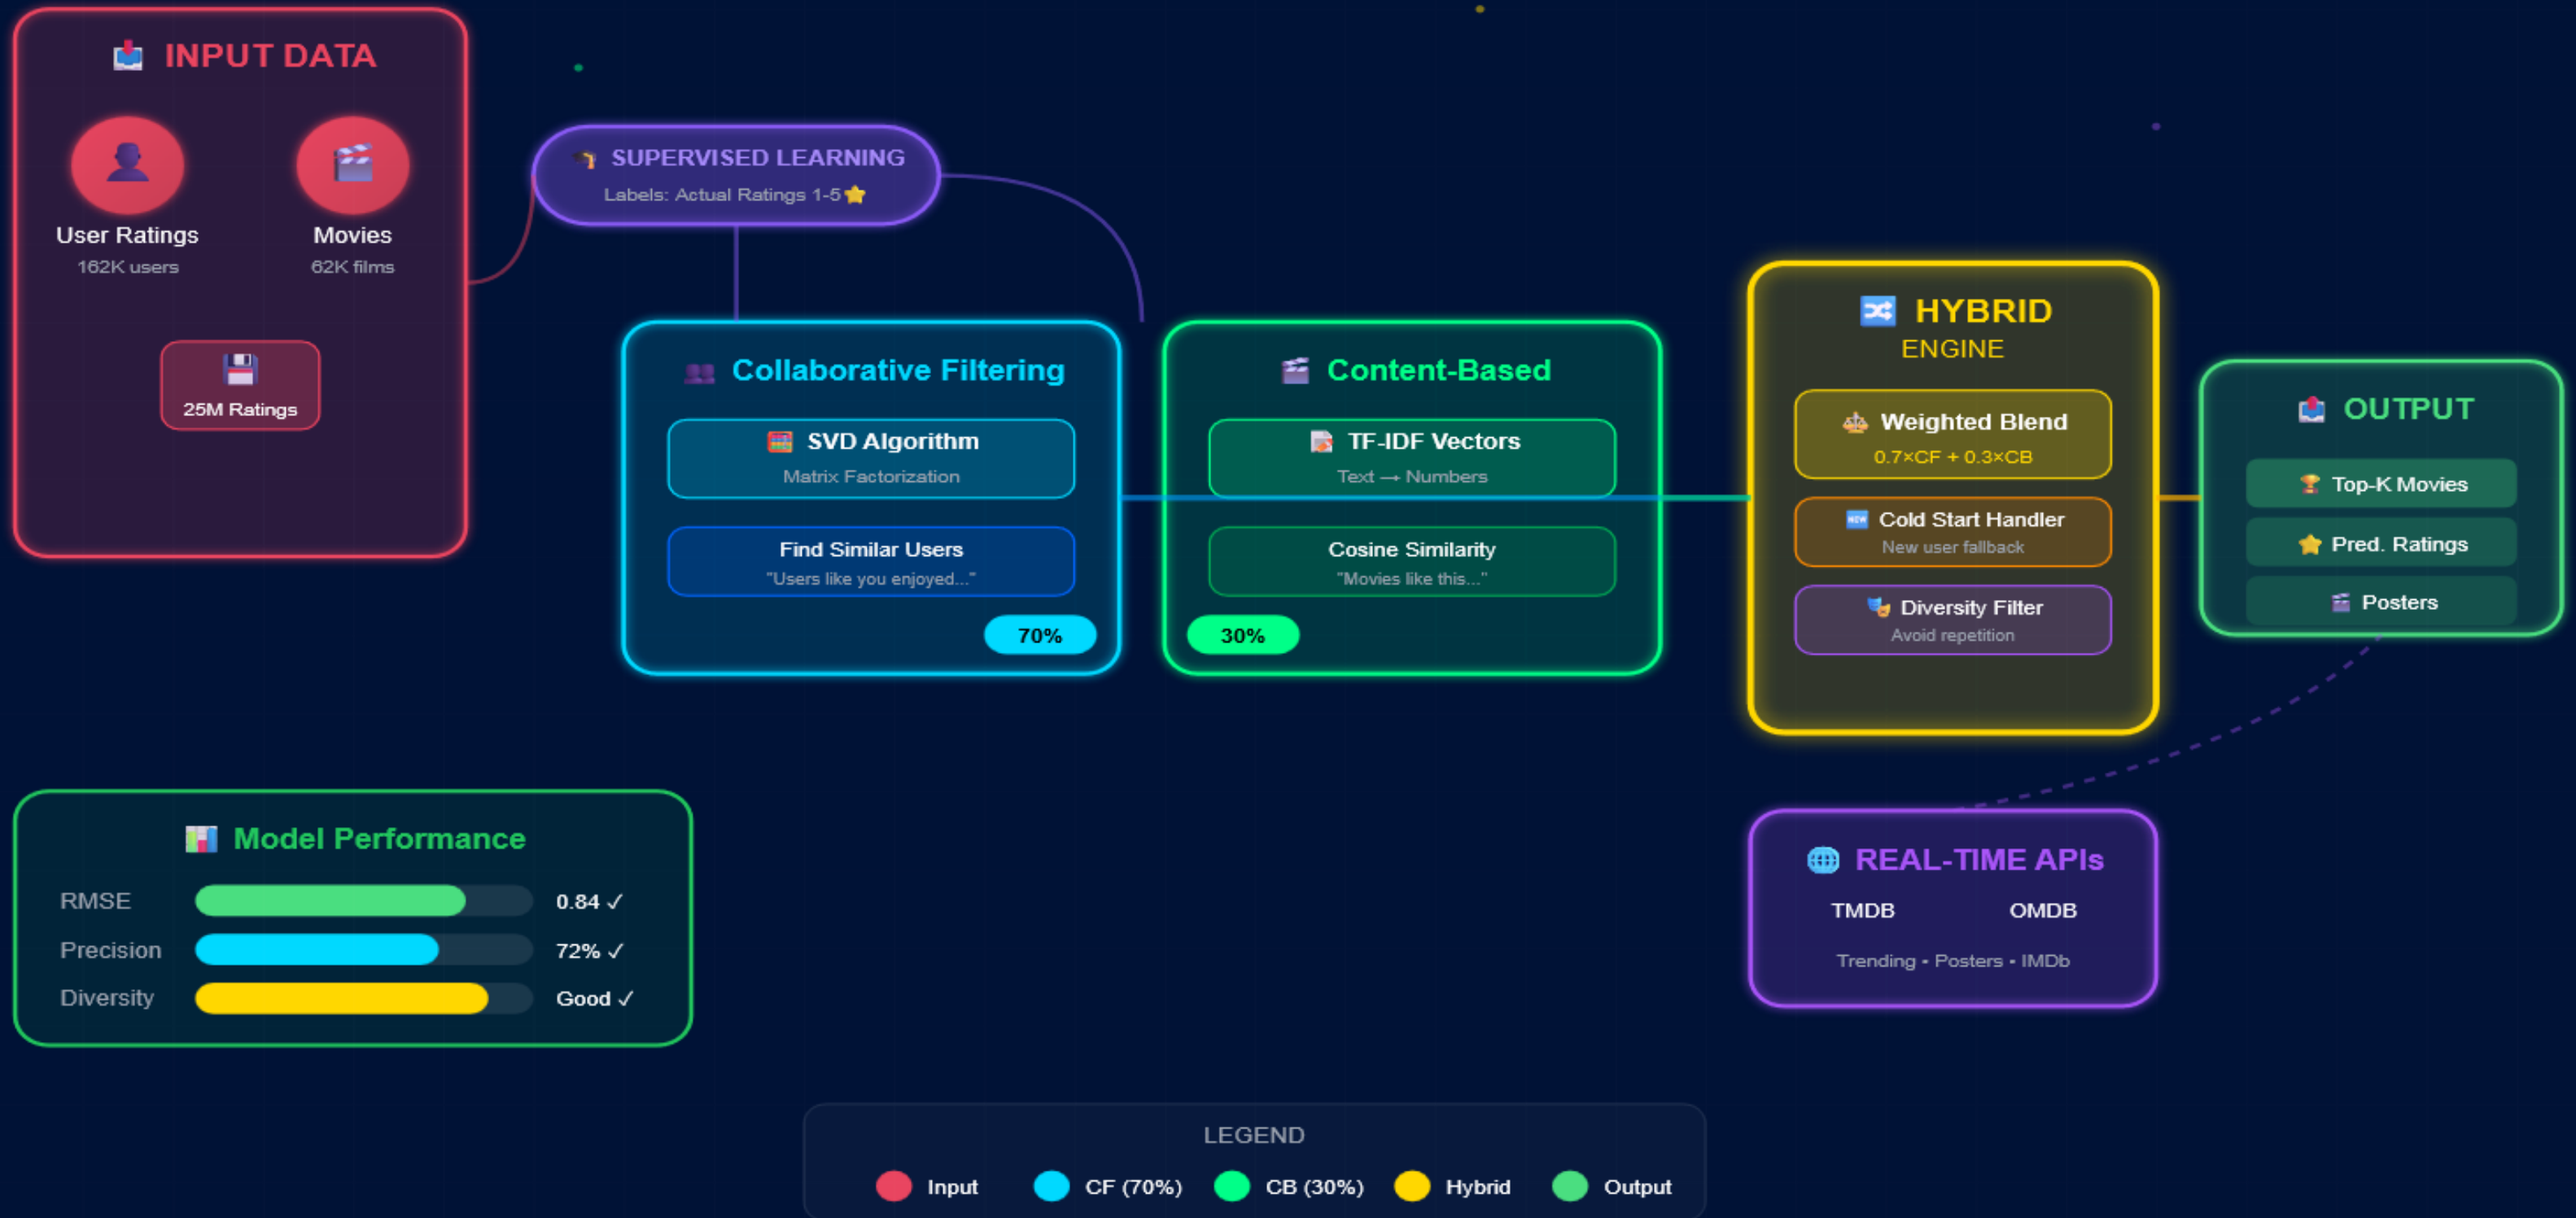 📥 INPUT DATA
User Ratings
162K users
Movies
62K films
25M Ratings
SUPERVISED LEARNING
Labels: Actual Ratings 1-5⭐
Collaborative Filtering
SVD Algorithm
Matrix Factorization
Find Similar Users
"Users like you enjoyed..."
70%
Content-Based
TF-IDF Vectors
Text → Numbers
Cosine Similarity
"Movies like this..."
30%
HYBRID
ENGINE
Weighted Blend
0.7×CF + 0.3×CB
NEW Cold Start Handler
New user fallback
Diversity Filter
Avoid repetition
OUTPUT
Top-K Movies
Pred. Ratings
Posters
Model Performance
RMSE 0.84 ✓
Precision 72% ✓
Diversity Good ✓
REAL-TIME APIs
TMDB OMDB
Trending • Posters • IMDb
LEGEND
Input CF (70%) CB (30%) Hybrid Output